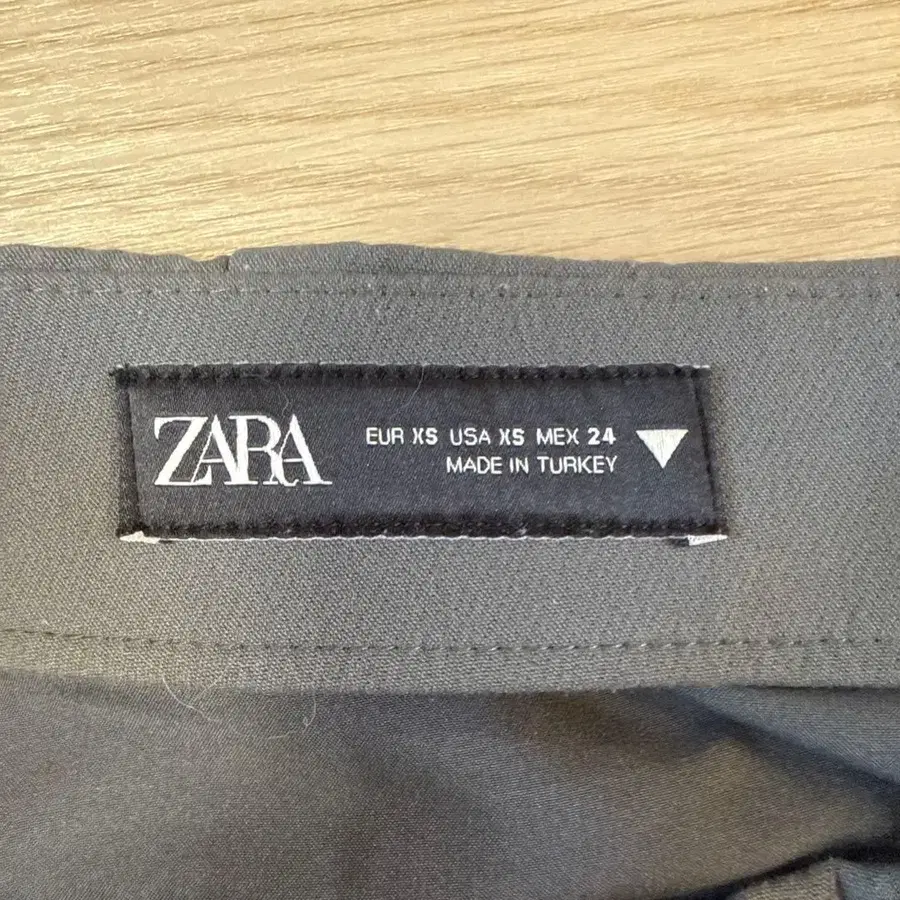 ZARA
EUR XS USA XS MEX 24
MADE IN TURKEY